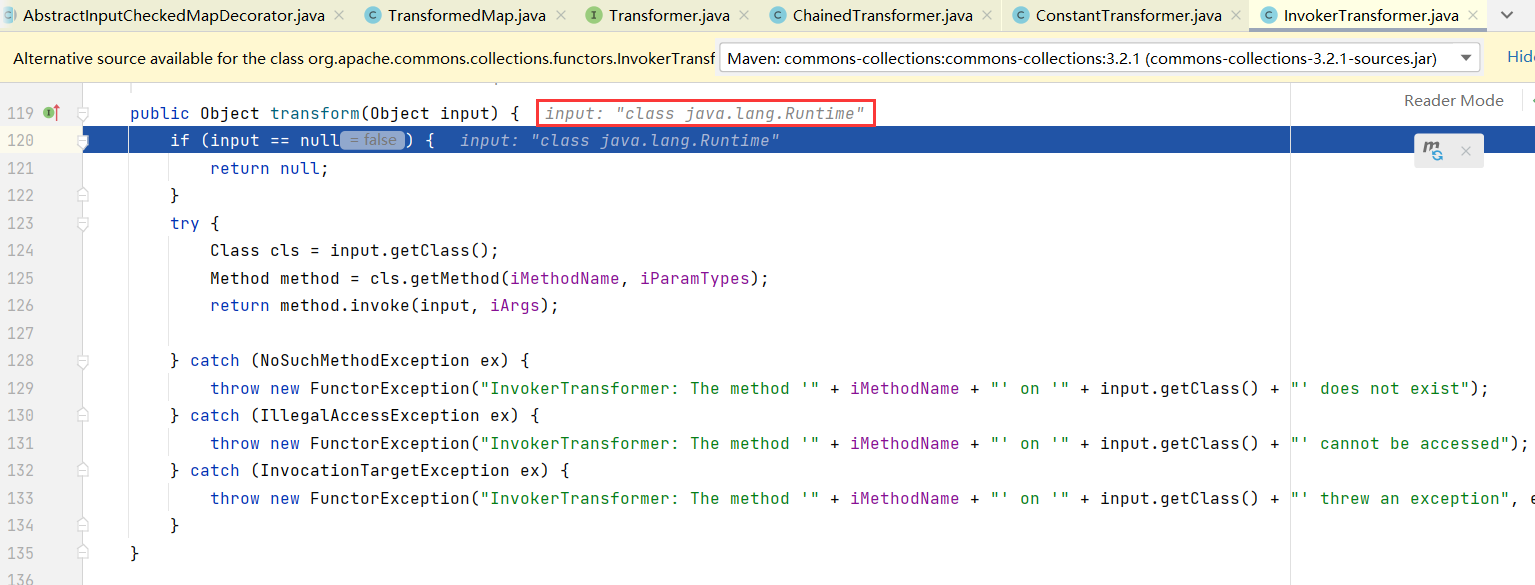 AbstractInputCheckedMapDecorator.java TransformedMap.java Transformer.java ChainedTransformer.java ConstantTransformer.java InvokerTransformer.java
Alternative source available for the class org.apache.commons.collections.functors.InvokerTransf Maven: commons-collections:commons-collections:3.2.1 (commons-collections-3.2.1-sources.jar) Hide
Reader Mode
119 public Object transform(Object input) { input: "class java.lang.Runtime"
120 if (input == null = false ) { input: "class java.lang.Runtime"
121 return null;
122 }
123 try {
124 Class cls = input.getClass();
125 Method method = cls.getMethod(iMethodName, iParamTypes);
126 return method.invoke(input, iArgs);
127
128 } catch (NoSuchMethodException ex) {
129 throw new FunctorException("InvokerTransformer: The method '" + iMethodName + "' on '" + input.getClass() + "' does not exist");
130 } catch (IllegalAccessException ex) {
131 throw new FunctorException("InvokerTransformer: The method '" + iMethodName + "' on '" + input.getClass() + "' cannot be accessed");
132 } catch (InvocationTargetException ex) {
133 throw new FunctorException("InvokerTransformer: The method '" + iMethodName + "' on '" + input.getClass() + "' threw an exception", e
134 }
135 }
136